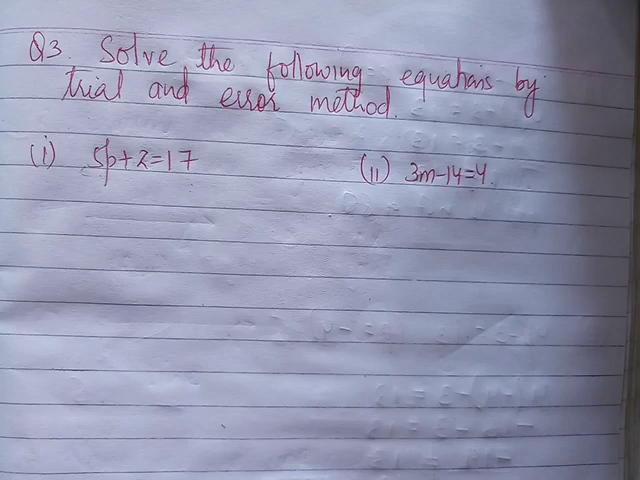 Q3. Solve the following equations by
trial and error method.
(i) 5p+2=17 (ii) 3m-14=4.